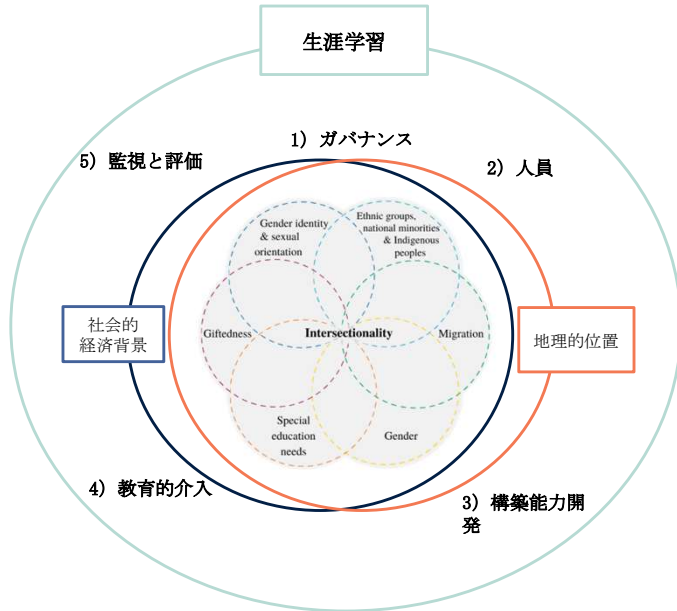 生涯学習
1) ガバナンス
5) 監視と評価
2) 人員
Gender identity
& sexual
orientation
Ethnic groups,
national minorities
& Indigenous
peoples
社会的
経済背景
Giftedness
Intersectionality
Migration
地理的位置
Special
education
needs
Gender
4) 教育的介入
3) 構築能力開
発